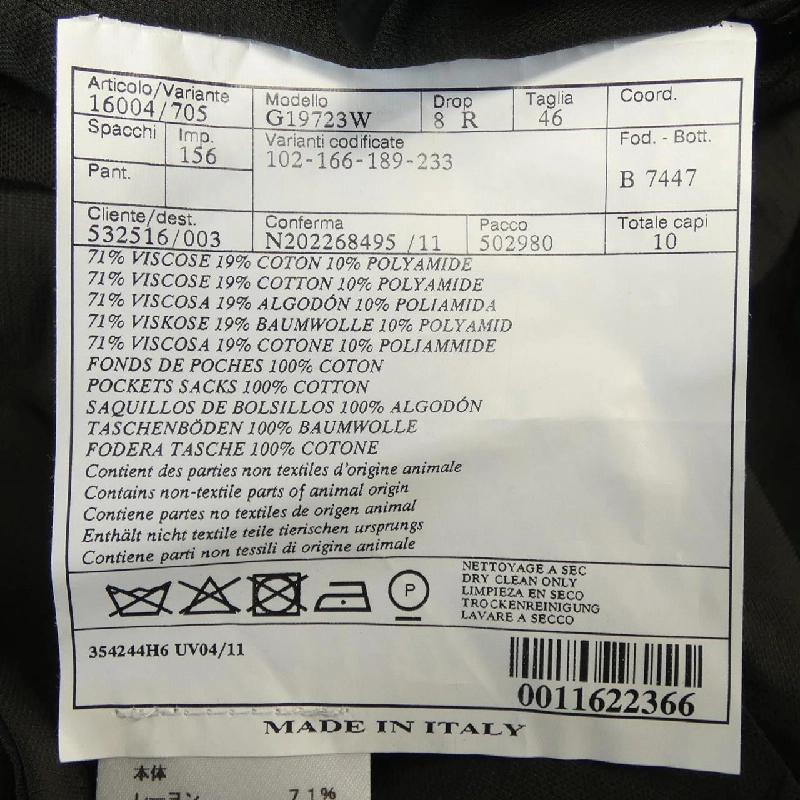 Articolo/Variante Modello Drop Taglia Coord.
16004/705 G19723W 8 R 46
Spacchi Imp. Varianti codificate Fod. - Bott.
156 102-166-189-233
Pant. B 7447
Cliente/dest. Conferma Pacco Totale capi
532516/003 N202268495 /11 502980 10
71% VISCOSE 19% COTON 10% POLYAMIDE
71% VISCOSE 19% COTTON 10% POLYAMIDE
71% VISCOSA 19% ALGODÓN 10% POLIAMIDA
71% VISKOSE 19% BAUMWOLLE 10% POLYAMID
71% VISCOSA 19% COTONE 10% POLIAMMIDE
FONDS DE POCHES 100% COTON
POCKETS SACKS 100% COTTON
SAQUILLOS DE BOLSILLOS 100% ALGODÓN
TASCHENBÖDEN 100% BAUMWOLLE
FODERA TASCHE 100% COTONE
Contient des parties non textiles d'origine animale
Contains non-textile parts of animal origin
Contiene partes no textiles de origen animal
Enthält nicht textile teile tierischen ursprungs
Contiene parti non tessili di origine animale
P
NETTOYAGE A SEC
DRY CLEAN ONLY
LIMPIEZA EN SECO
TROCKENREINIGUNG
LAVARE A SECCO
354244H6 UV04/11
0011622366
MADE IN ITALY
本体
レーヨン 71%